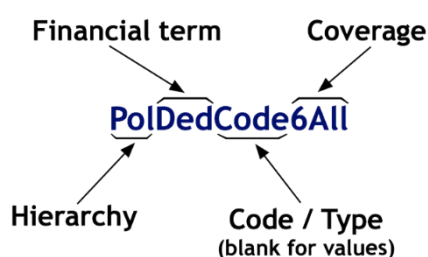 Financial term
Coverage
PolDedCode6All
Hierarchy
Code / Type
(blank for values)